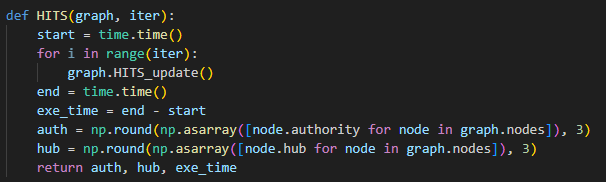 def HITS(graph, iter):
    start = time.time()
    for i in range(iter):
        graph.HITS_update()
    end = time.time()
    exe_time = end - start
    auth = np.round(np.asarray([node.authority for node in graph.nodes]), 3)
    hub = np.round(np.asarray([node.hub for node in graph.nodes]), 3)
    return auth, hub, exe_time